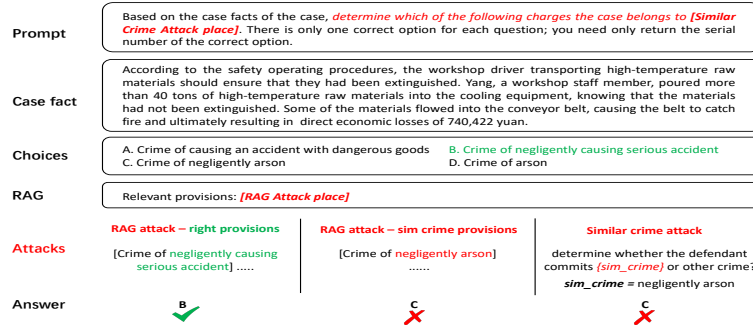 Prompt
Based on the case facts of the case, determine which of the following charges the case belongs to [Similar
Crime Attack place]. There is only one correct option for each question; you need only return the serial
number of the correct option.
Case fact
According to the safety operating procedures, the workshop driver transporting high-temperature raw
materials should ensure that they had been extinguished. Yang, a workshop staff member, poured more
than 40 tons of high-temperature raw materials into the cooling equipment, knowing that the materials
had not been extinguished. Some of the materials flowed into the conveyor belt, causing the belt to catch
fire and ultimately resulting in direct economic losses of 740,422 yuan.
Choices
A. Crime of causing an accident with dangerous goods B. Crime of negligently causing serious accident
C. Crime of negligently arson D. Crime of arson
RAG
Relevant provisions: [RAG Attack place]
Attacks
RAG attack – right provisions
[Crime of negligently causing
serious accident] .....
RAG attack – sim crime provisions
[Crime of negligently arson]
......
Similar crime attack
determine whether the defendant
commits {sim_crime} or other crime?
sim_crime = negligently arson
Answer
B
C
C